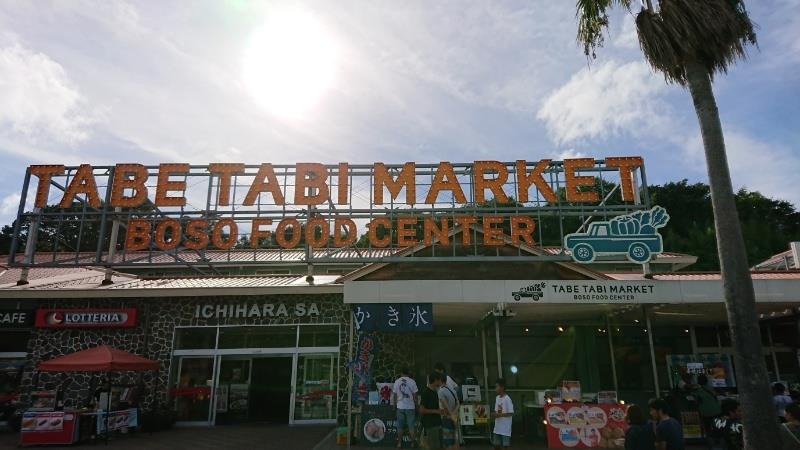 TABE TABI MARKET
BOSO FOOD CENTER
TABE TABI MARKET
BOSO FOOD CENTER
CAFE
LOTTERIA
ICHIHARA SA
かき氷